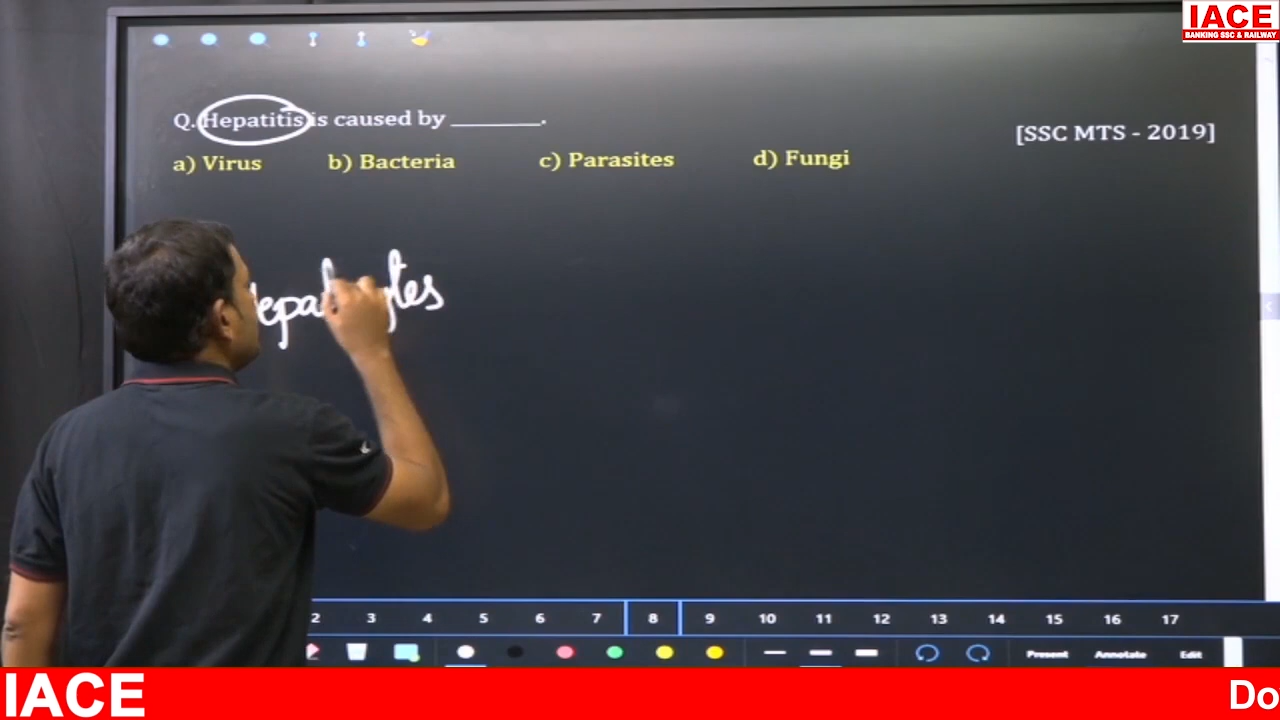 IACE
BANKING SSC & RAILWAY
Q. Hepatitis is caused by ________.
[SSC MTS - 2019]
a) Virus b) Bacteria c) Parasites d) Fungi
2 3 4 5 6 7 8 9 10 11 12 13 14 15 16 17
Present Annotate Edit
IACE
Do